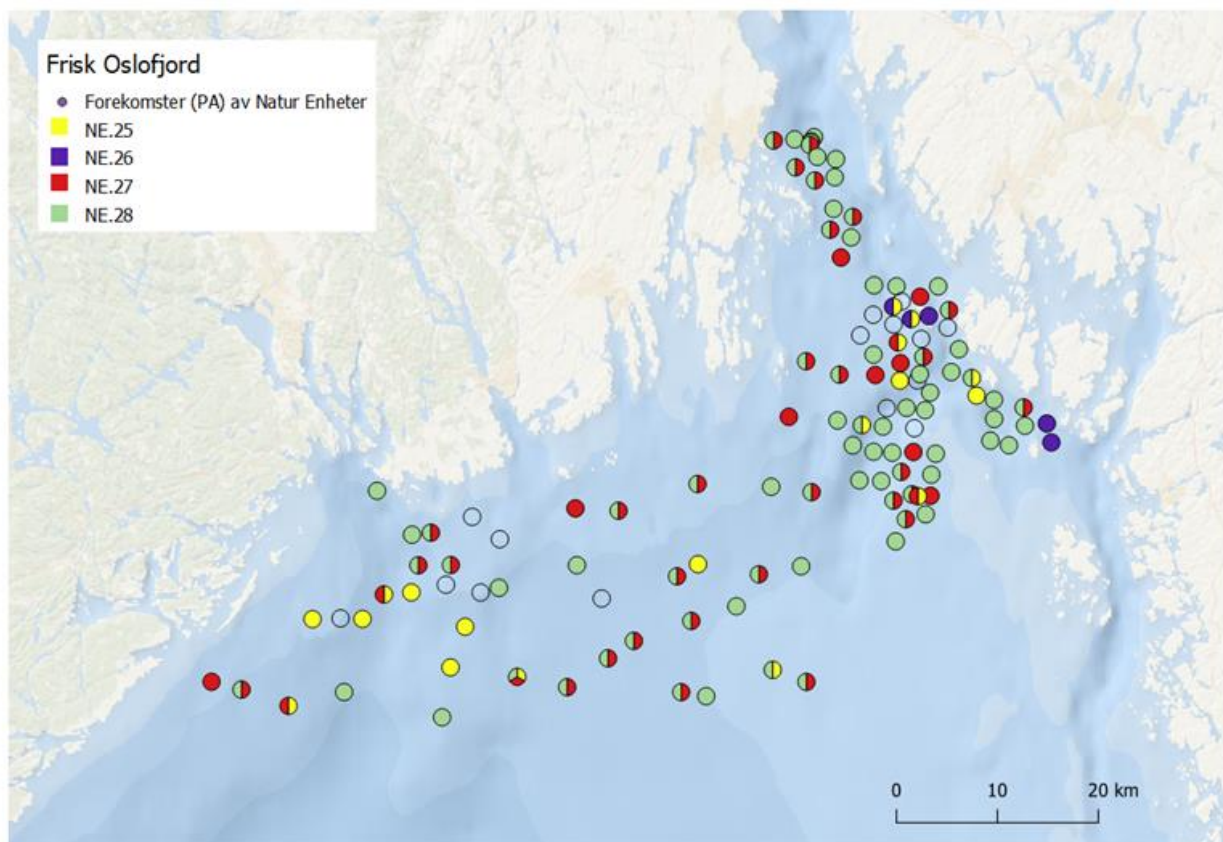 Frisk Oslofjord
Forekomster (PA) av Natur Enheter
NE.25
NE.26
NE.27
NE.28
0 10 20 km